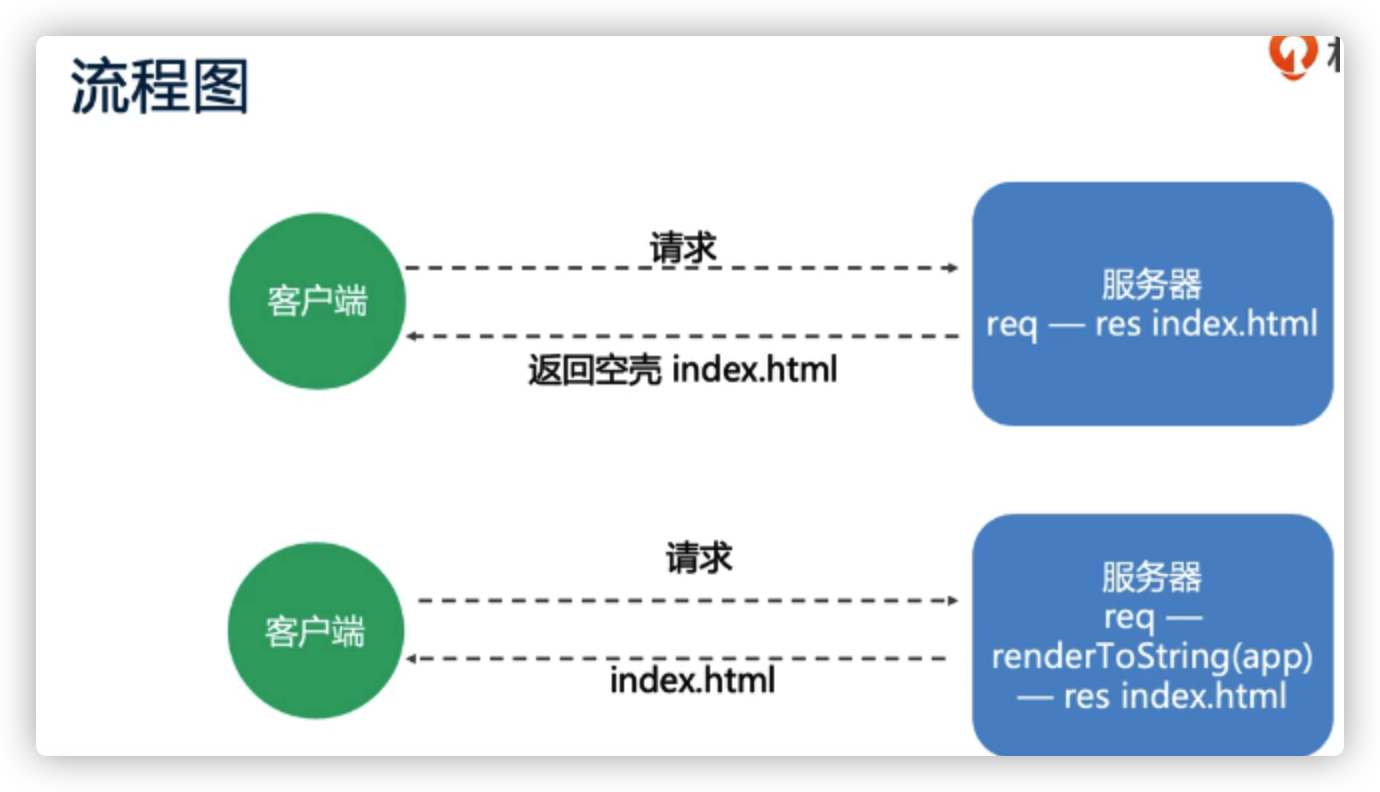 流程图
请求
客户端
服务器
req — res index.html
返回空壳 index.html
请求
客户端
服务器
req —
renderToString(app)
— res index.html
index.html